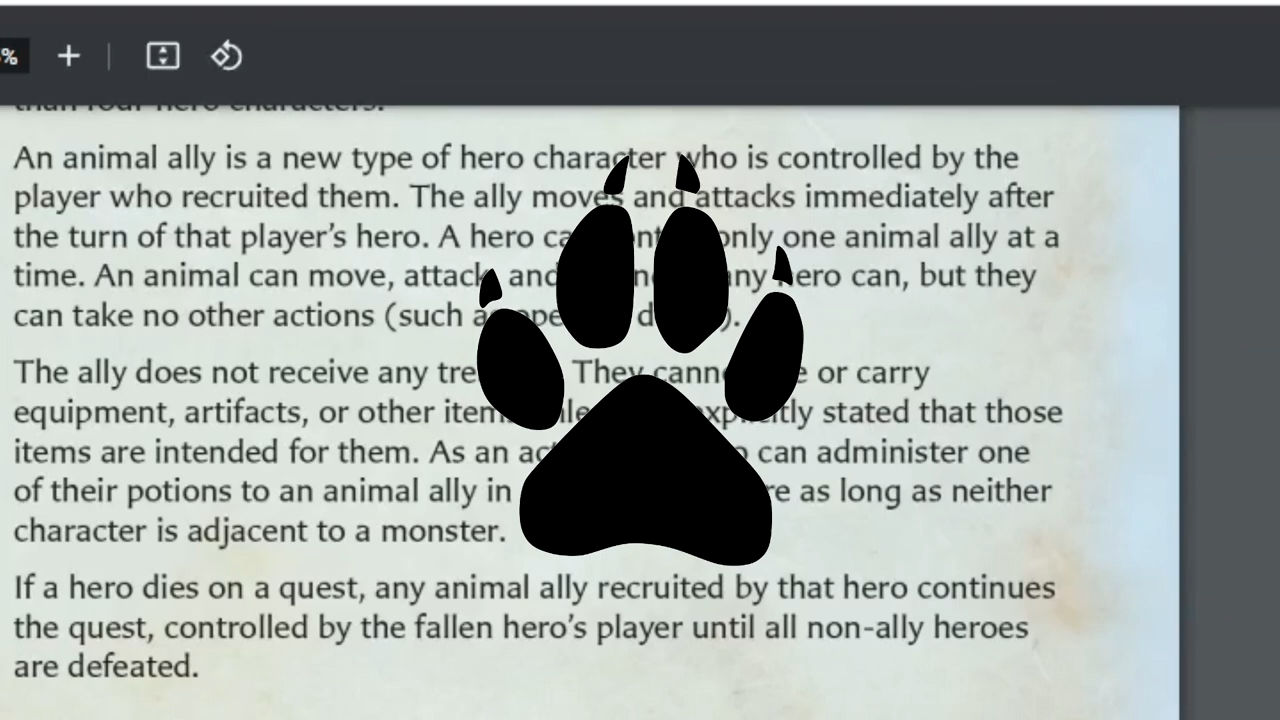 %
than four hero characters.
An animal ally is a new type of hero character who is controlled by the
player who recruited them. The ally moves and attacks immediately after
the turn of that player’s hero. A hero only one animal ally at a
time. An animal can move, attack, and any hero can, but they
can take no other actions (such as
The ally does not receive any They or carry
equipment, artifacts, or other explicitly stated that those
items are intended for them. As an can administer one
of their potions to an animal ally in as long as neither
character is adjacent to a monster.
If a hero dies on a quest, any animal ally recruited by that hero continues
the quest, controlled by the fallen hero’s player until all non-ally heroes
are defeated.